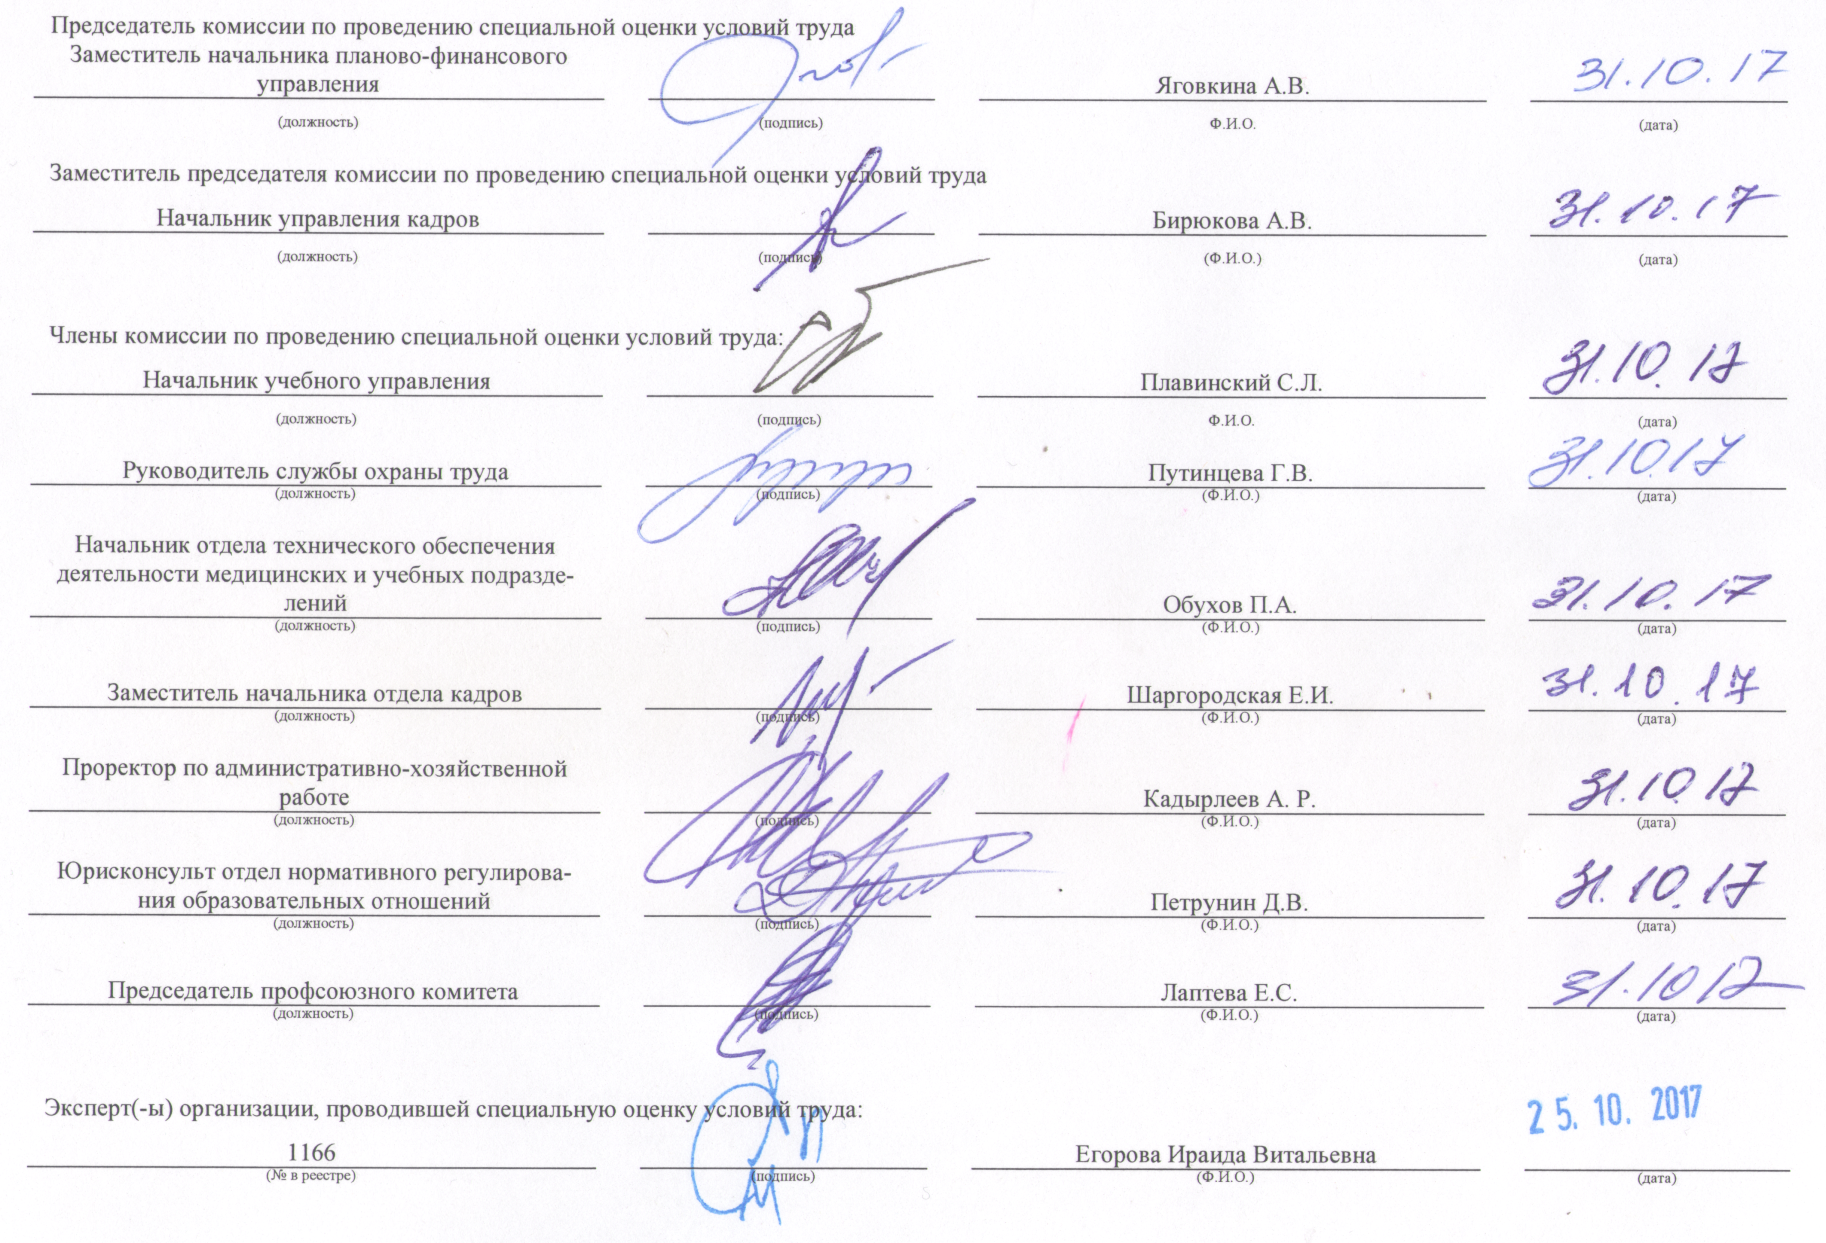 Председатель комиссии по проведению специальной оценки условий труда
Заместитель начальника планово-финансового
управления Яговкина А.В. 31.10.17
(должность) (подпись) Ф.И.О. (дата)
Заместитель председателя комиссии по проведению специальной оценки условий труда
Начальник управления кадров Бирюкова А.В. 31.10.17
(должность) (подпись) (Ф.И.О.) (дата)
Члены комиссии по проведению специальной оценки условий труда:
Начальник учебного управления Плавинский С.Л. 31.10.17
(должность) (подпись) Ф.И.О. (дата)
Руководитель службы охраны труда Путинцева Г.В. 31.10.17
(должность) (подпись) (Ф.И.О.) (дата)
Начальник отдела технического обеспечения
деятельности медицинских и учебных подразде-
лений Обухов П.А. 31.10.17
(должность) (подпись) (Ф.И.О.) (дата)
Заместитель начальника отдела кадров Шаргородская Е.И. 31.10.17
(должность) (подпись) (Ф.И.О.) (дата)
Проректор по административно-хозяйственной
работе Кадырлеев А. Р. 31.10.17
(должность) (подпись) (Ф.И.О.) (дата)
Юрисконсульт отдел нормативного регулирова-
ния образовательных отношений Петрунин Д.В. 31.10.17
(должность) (подпись) (Ф.И.О.) (дата)
Председатель профсоюзного комитета Лаптева Е.С. 31.10.17
(должность) (подпись) (Ф.И.О.) (дата)
Эксперт(-ы) организации, проводившей специальную оценку условий труда:
25.10.2017
1166 Егорова Ираида Витальевна
(№ в реестре) (подпись) (Ф.И.О.) (дата)